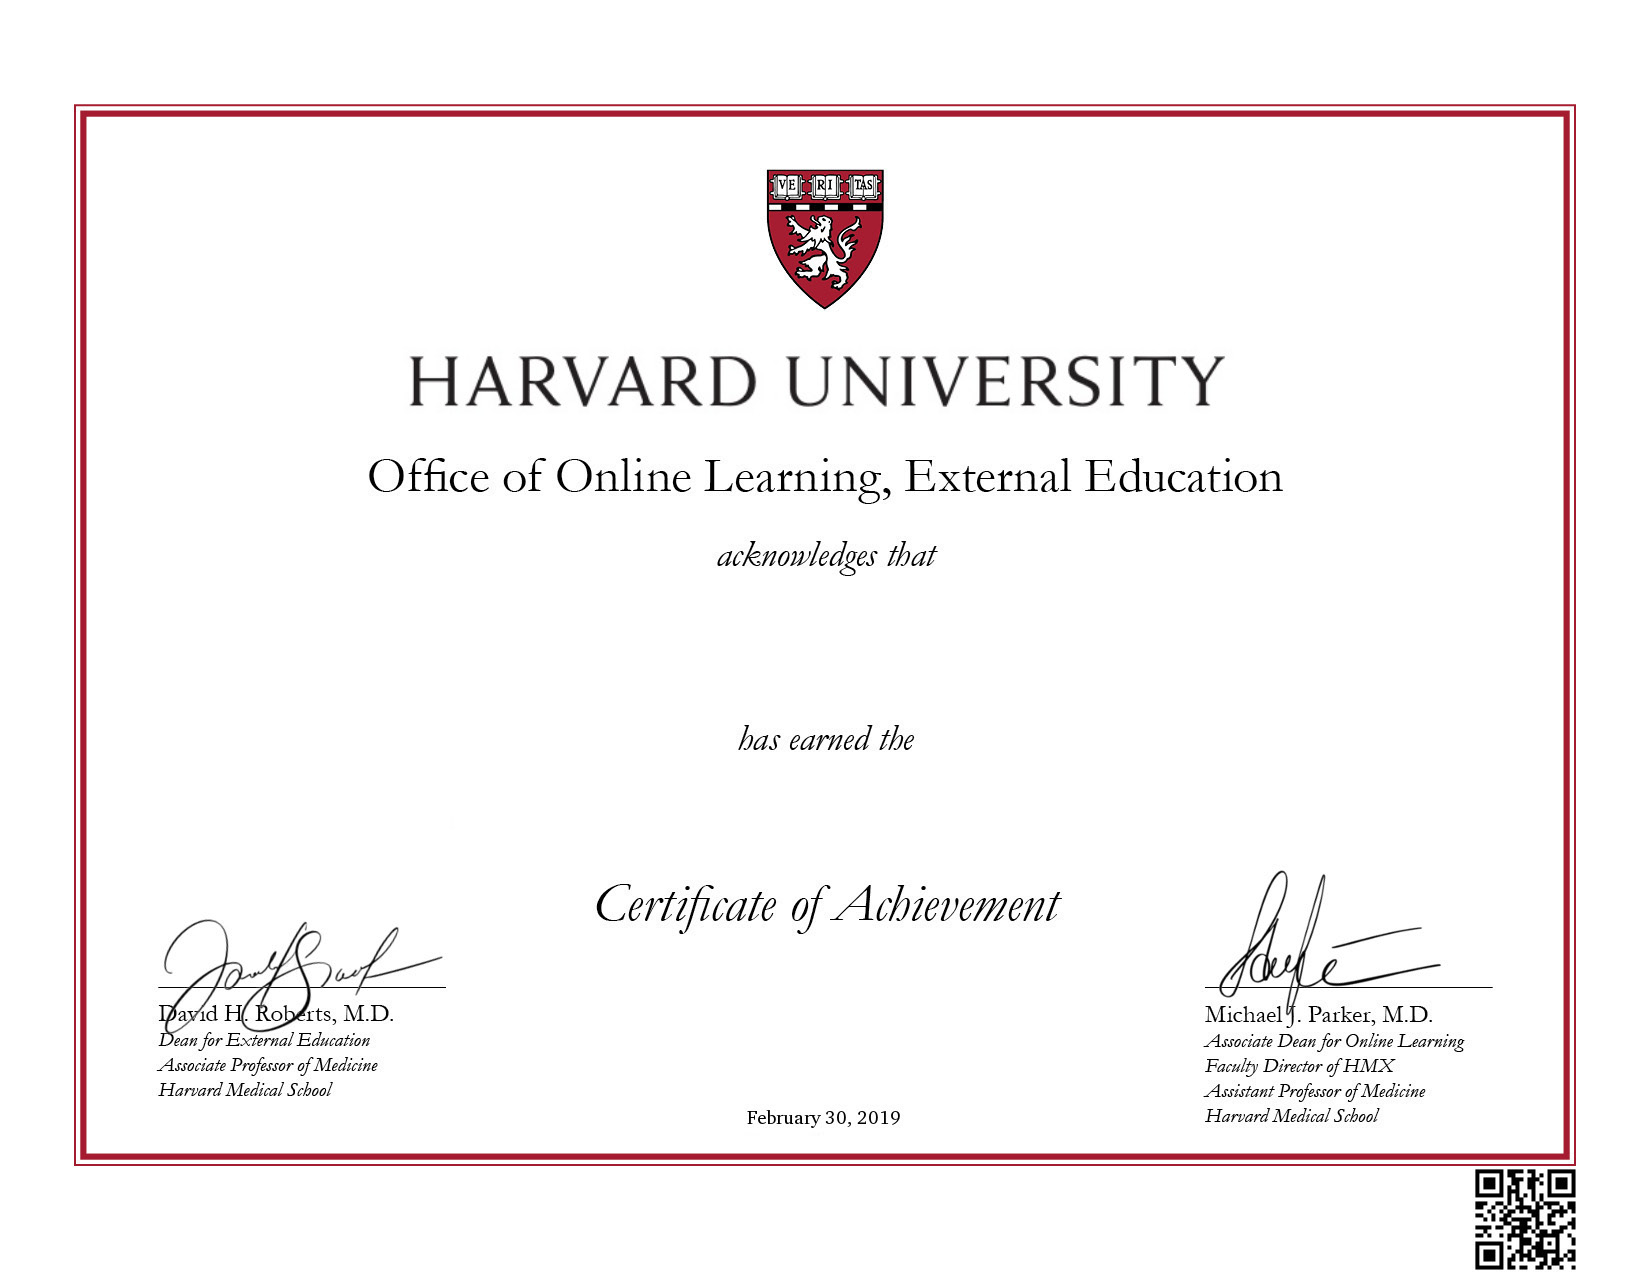 VE RI TAS
HARVARD UNIVERSITY
Office of Online Learning, External Education
acknowledges that
has earned the
Certificate of Achievement
David H. Roberts, M.D.
Dean for External Education
Associate Professor of Medicine
Harvard Medical School
Michael J. Parker, M.D.
Associate Dean for Online Learning
Faculty Director of HMX
Assistant Professor of Medicine
Harvard Medical School
February 30, 2019